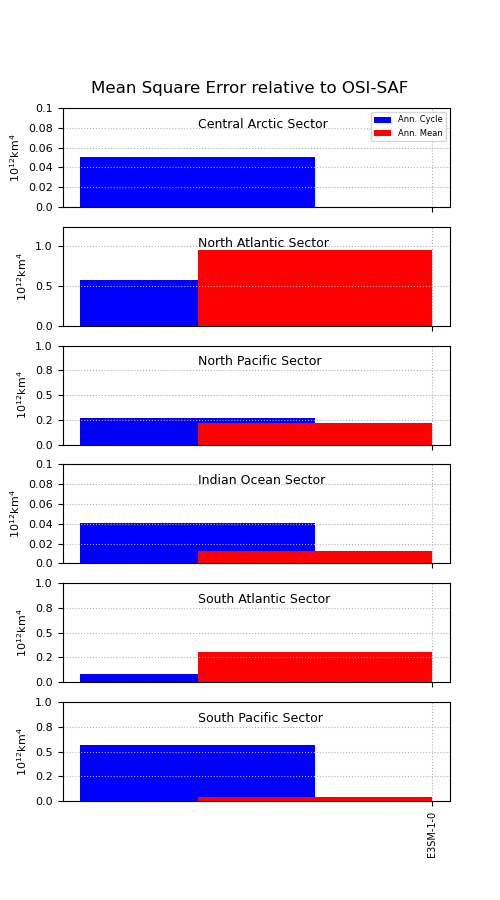 Mean Square Error relative to OSI-SAF
Central Arctic Sector
Ann. Cycle
Ann. Mean
10¹²km⁴
0.1
0.08
0.06
0.04
0.02
0.0
North Atlantic Sector
10¹²km⁴
1.0
0.5
0.0
North Pacific Sector
10¹²km⁴
1.0
0.8
0.5
0.2
0.0
Indian Ocean Sector
10¹²km⁴
0.1
0.08
0.06
0.04
0.02
0.0
South Atlantic Sector
10¹²km⁴
1.0
0.8
0.5
0.2
0.0
South Pacific Sector
10¹²km⁴
1.0
0.8
0.5
0.2
0.0
E3SM-1-0